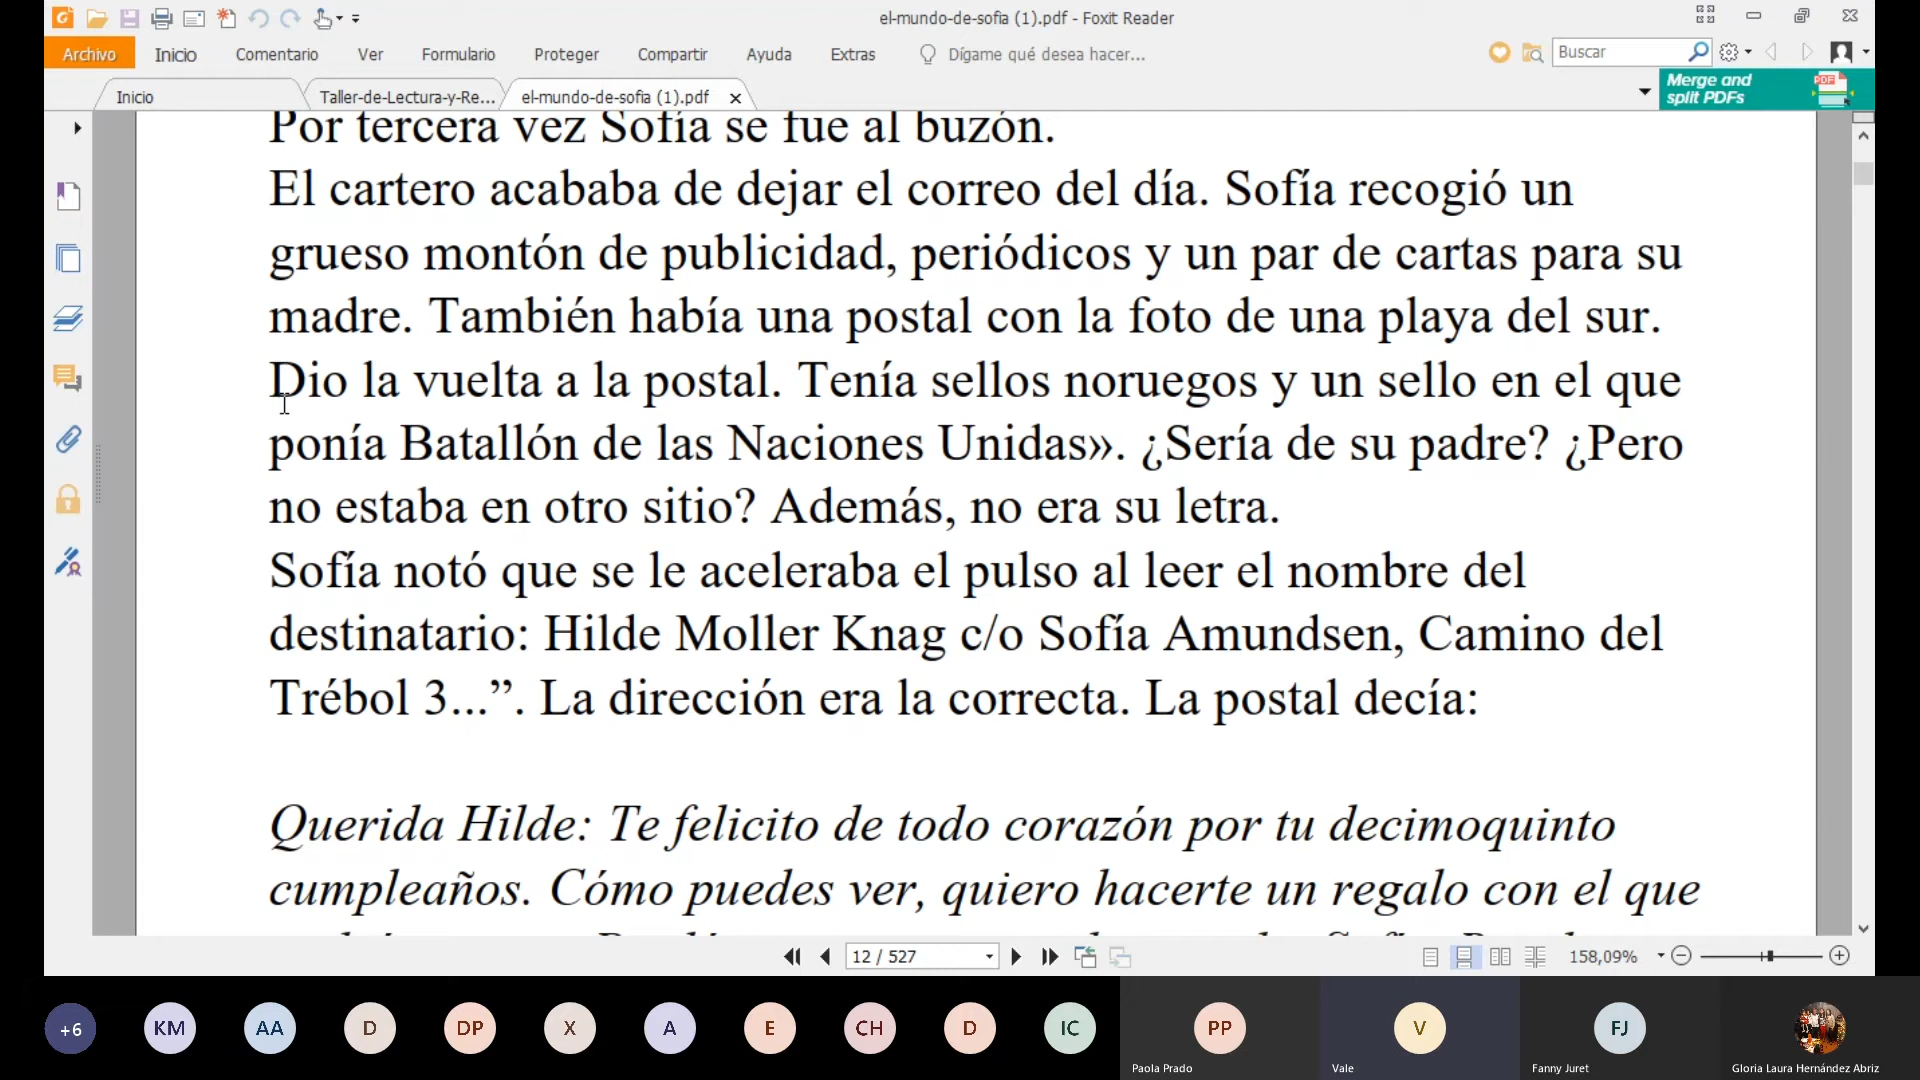 el-mundo-de-sofia (1).pdf - Foxit Reader
Archivo Inicio Comentario Ver Formulario Proteger Compartir Ayuda Extras Dígame qué desea hacer... Buscar
Inicio Taller-de-Lectura-y-Re... el-mundo-de-sofia (1).pdf Merge and split PDFs PDF
Por tercera vez Sofía se fue al buzón.
El cartero acababa de dejar el correo del día. Sofía recogió un
grueso montón de publicidad, periódicos y un par de cartas para su
madre. También había una postal con la foto de una playa del sur.
Dio la vuelta a la postal. Tenía sellos noruegos y un sello en el que
ponía Batallón de las Naciones Unidas». ¿Sería de su padre? ¿Pero
no estaba en otro sitio? Además, no era su letra.
Sofía notó que se le aceleraba el pulso al leer el nombre del
destinatario: Hilde Moller Knag c/o Sofía Amundsen, Camino del
Trébol 3...”. La dirección era la correcta. La postal decía:
Querida Hilde: Te felicito de todo corazón por tu decimoquinto
cumpleaños. Cómo puedes ver, quiero hacerte un regalo con el que
12 / 527 158,09%
+6 KM AA D DP X A E CH D IC PP V FJ
Paola Prado Vale Fanny Juret Gloria Laura Hernández Abriz